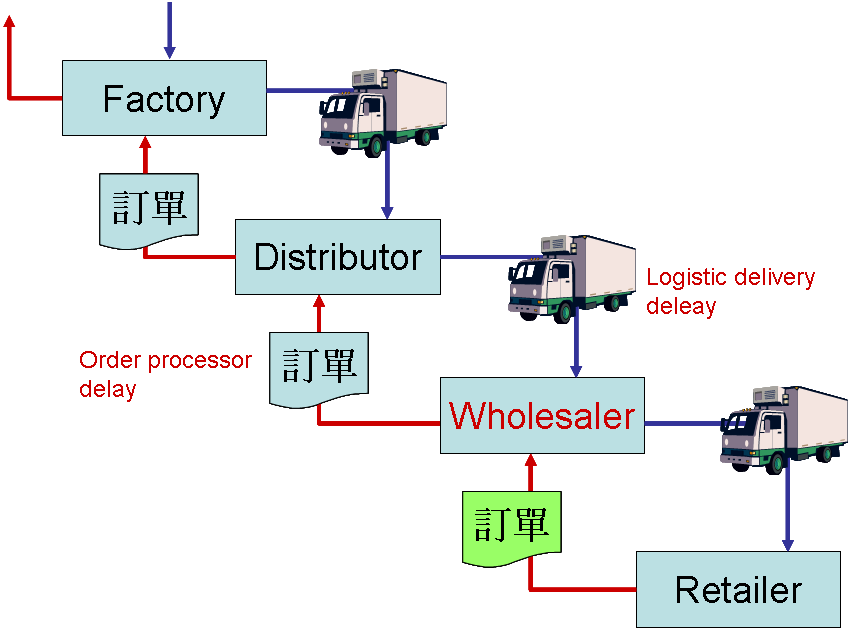 Factory
訂單
Distributor
Logistic delivery
deleay
Order processor
delay
訂單
Wholesaler
訂單
Retailer